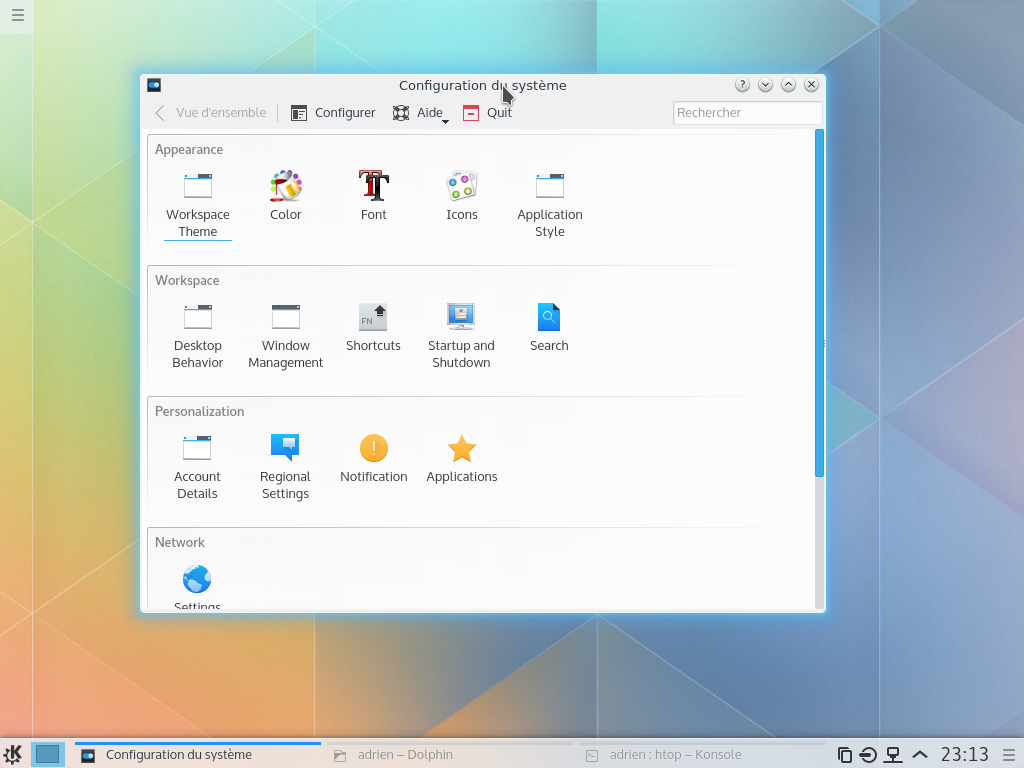 Configuration du système
Vue d'ensemble Configurer Aide Quit Rechercher
Appearance
Workspace Theme
Color
Font
Icons
Application Style
Workspace
Desktop Behavior
Window Management
FN
Shortcuts
Startup and Shutdown
Search
Personalization
Account Details
Regional Settings
Notification
Applications
Network
Settings
Configuration du système
adrien – Dolphin
adrien : htop – Konsole
23:13